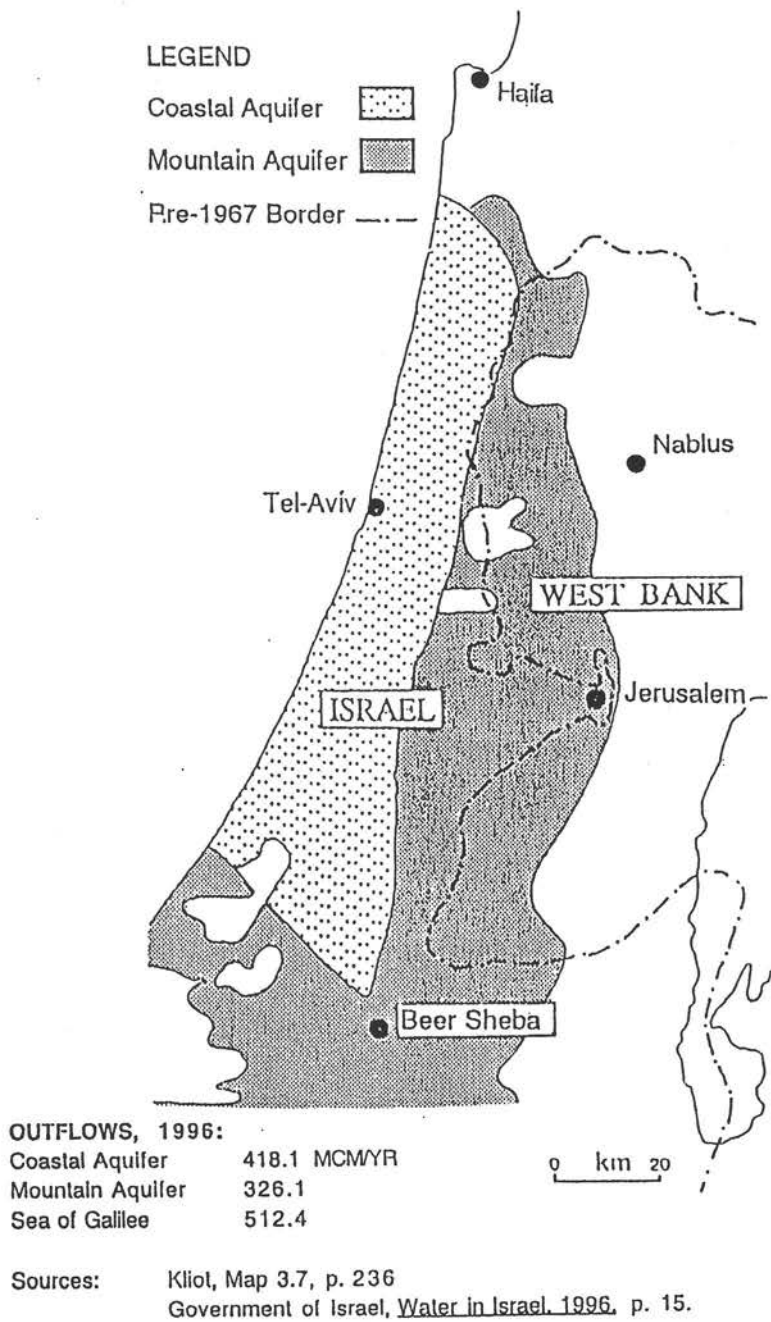 LEGEND
Coastal Aquifer
Mountain Aquifer
Pre-1967 Border
Haifa
Nablus
Tel-Aviv
WEST BANK
Jerusalem
ISRAEL
Beer Sheba
OUTFLOWS, 1996:
Coastal Aquifer 418.1 MCM/YR
Mountain Aquifer 326.1
Sea of Galilee 512.4
0 km 20
Sources: Kliot, Map 3.7, p. 236
Government of Israel, Water in Israel, 1996, p. 15.